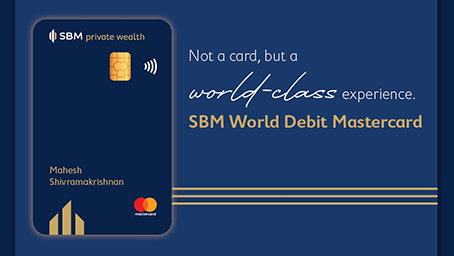 SBM private wealth
Mahesh
Shivramakrishnan
mastercard
Not a card, but a
world-class experience.
SBM World Debit Mastercard